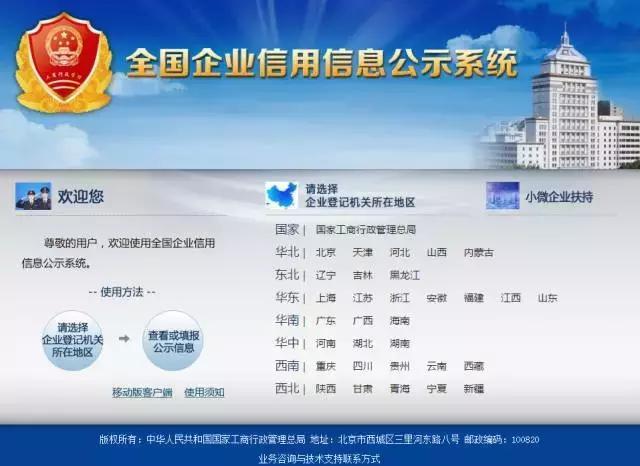 全国企业信用信息公示系统
欢迎您
尊敬的用户，欢迎使用全国企业信用
信息公示系统。
-- 使用方法 --
请选择
企业登记机关
所在地区
查看或填报
公示信息
移动版客户端 使用须知
请选择
企业登记机关所在地区
小微企业扶持
国家| 国家工商行政管理总局
华北| 北京 天津 河北 山西 内蒙古
东北| 辽宁 吉林 黑龙江
华东| 上海 江苏 浙江 安徽 福建 江西 山东
华南| 广东 广西 海南
华中| 河南 湖北 湖南
西南| 重庆 四川 贵州 云南 西藏
西北| 陕西 甘肃 青海 宁夏 新疆
版权所有：中华人民共和国国家工商行政管理总局 地址：北京市西城区三里河东路八号 邮政编码：100820
业务咨询与技术支持联系方式